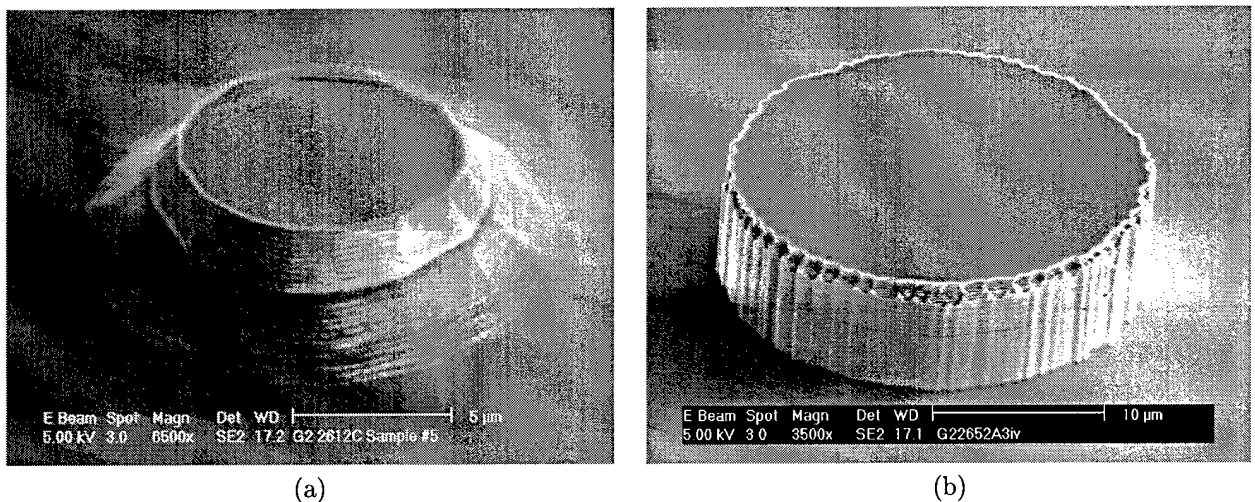 E Beam Spot Magn Det WD 5 μm
5.00 kV 3.0 6500x SE2 17.2 G2 2612C Sample #5
E Beam Spot Magn Det WD 10 μm
5.00 kV 3.0 3500x SE2 17.1 G22652A3iv
(a)
(b)